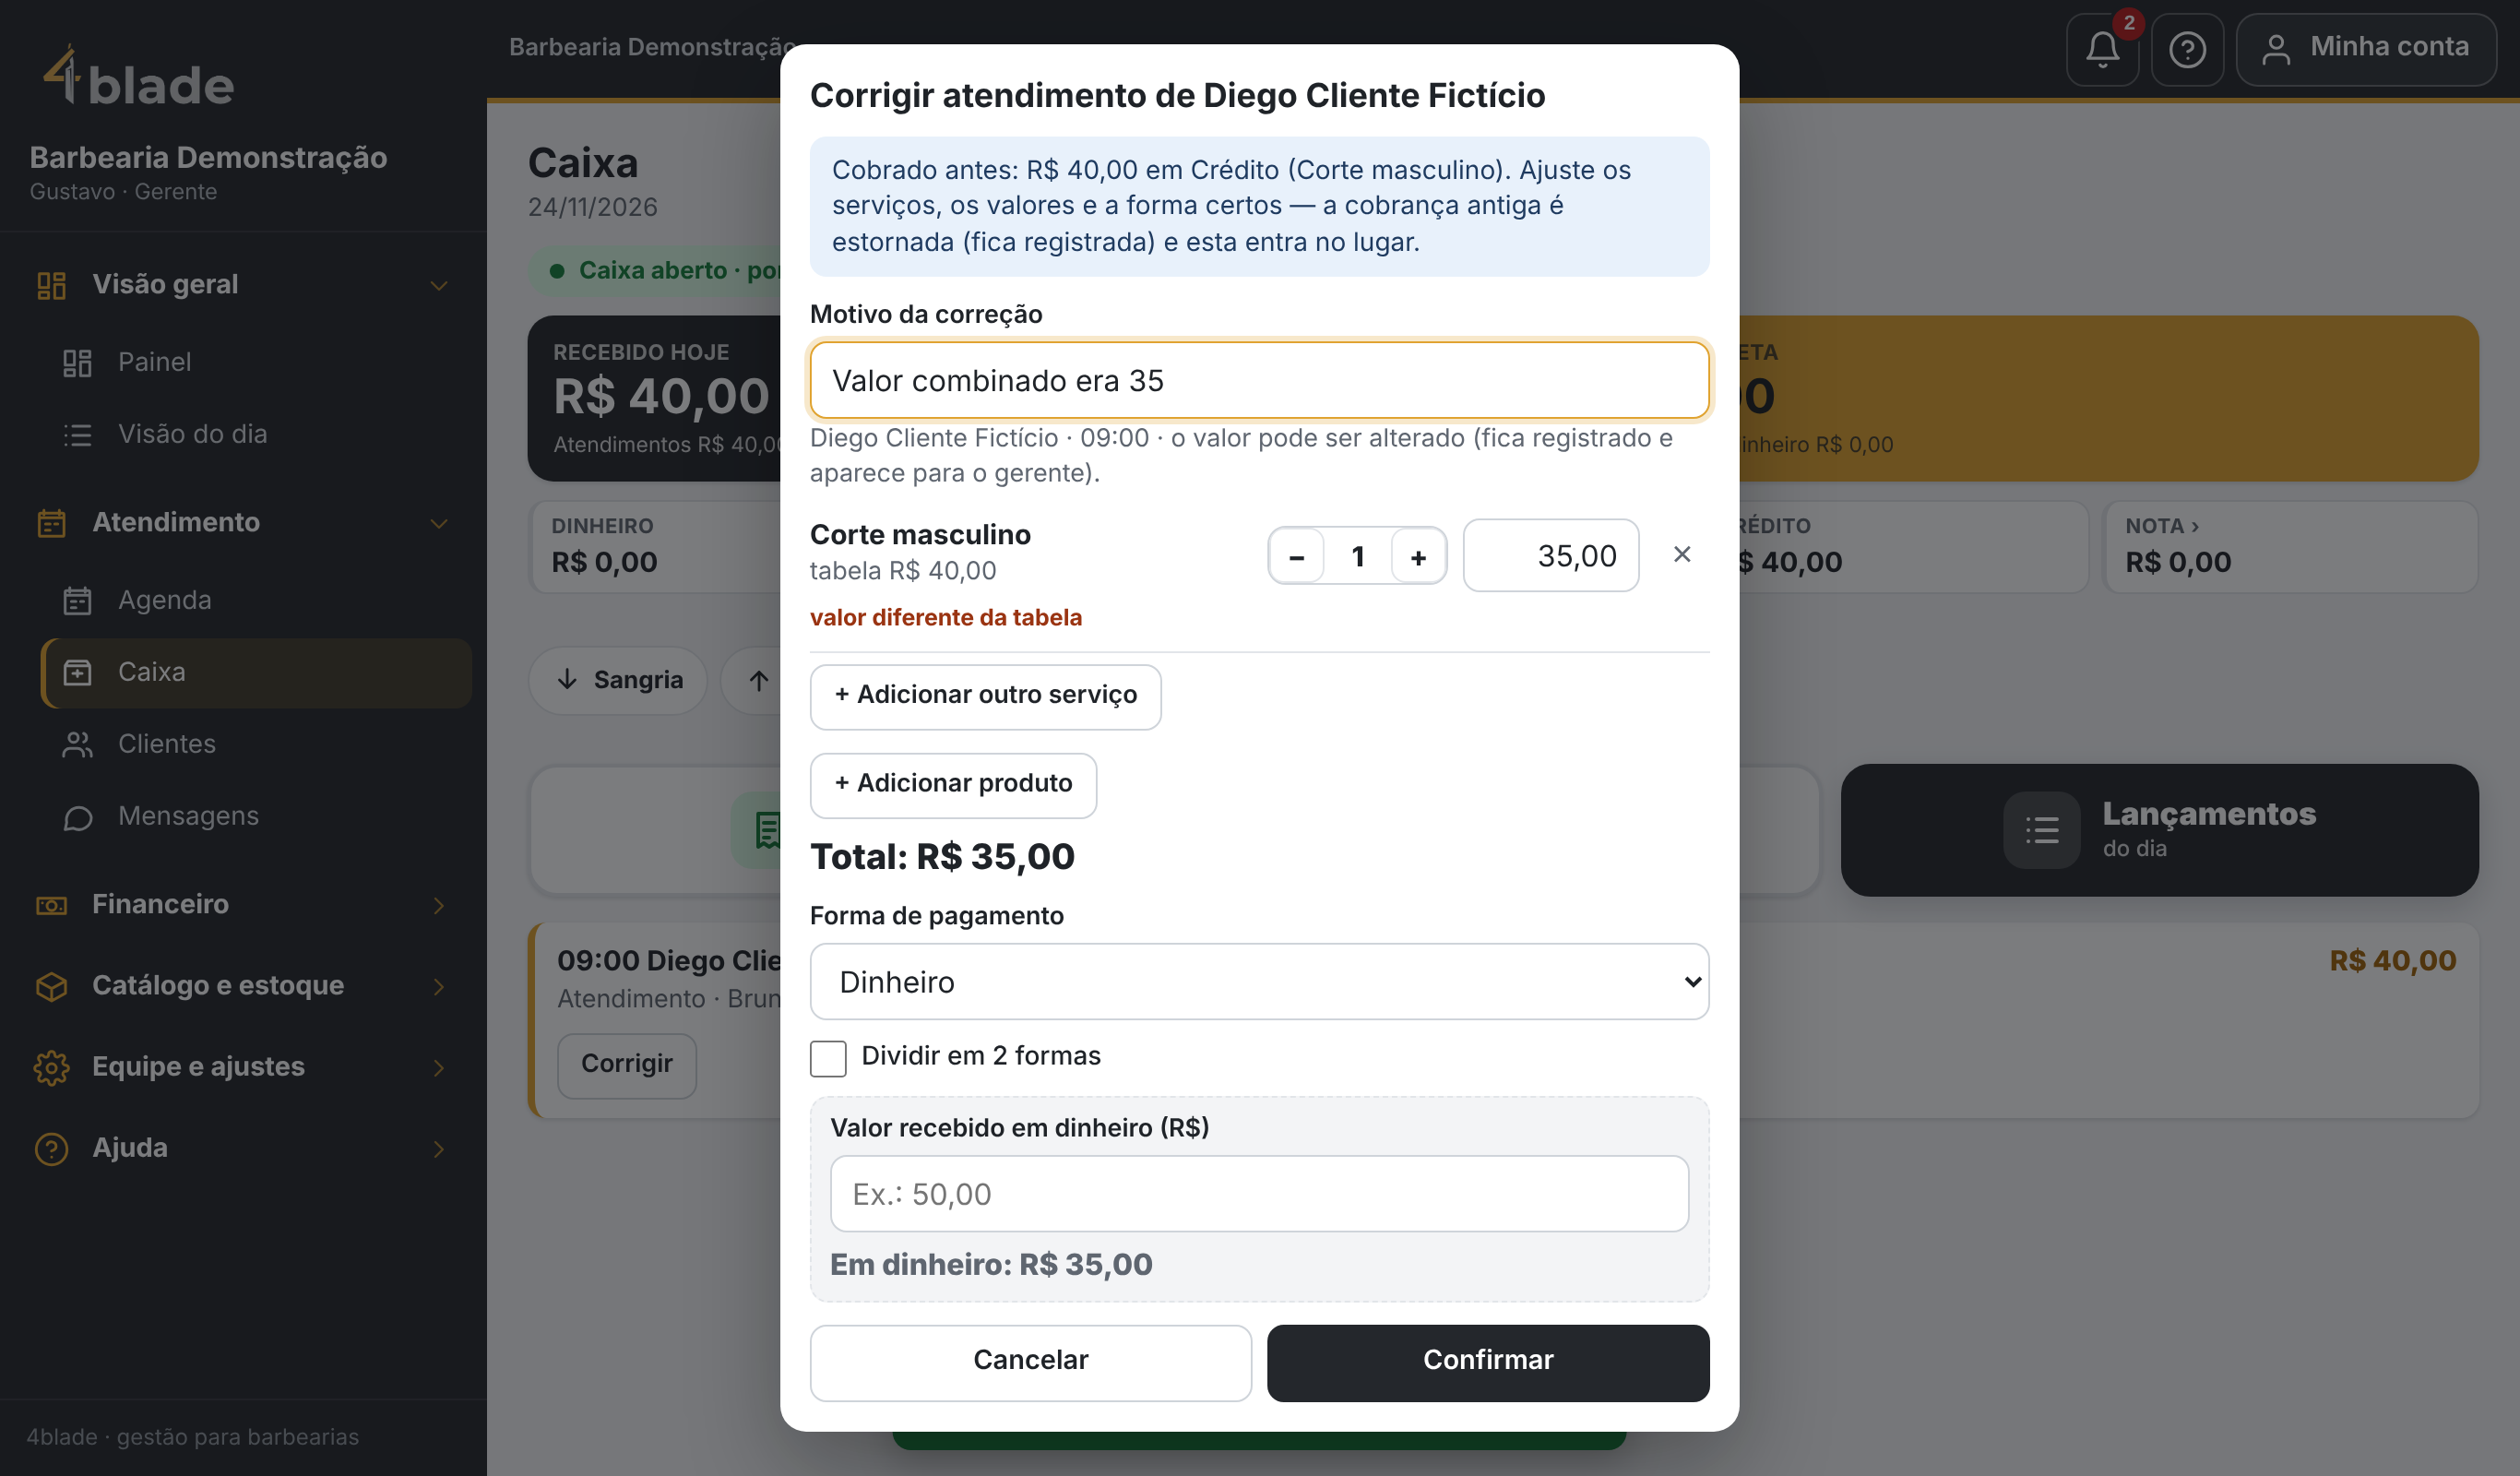 4blade
Barbearia Demonstração
Gustavo · Gerente
Visão geral
Painel
Visão do dia
Atendimento
Agenda
Caixa
Clientes
Mensagens
Financeiro
Catálogo e estoque
Equipe e ajustes
Ajuda
4blade · gestão para barbearias
Barbearia Demonstração
2
Minha conta
Caixa
24/11/2026
Caixa aberto ·
RECEBIDO HOJE
R$ 40,00
Atendimentos R$ 40,00
R$ 0,00
DINHEIRO
R$ 0,00
R$ 40,00
NOTA ›
R$ 0,00
Sangria
Lançamentos
do dia
09:00 Diego
R$ 40,00
Atendimento ·
Corrigir
Corrigir atendimento de Diego Cliente Fictício
Cobrado antes: R$ 40,00 em Crédito (Corte masculino). Ajuste os
serviços, os valores e a forma certos — a cobrança antiga é
estornada (fica registrada) e esta entra no lugar.
Motivo da correção
Valor combinado era 35
Diego Cliente Fictício · 09:00 · o valor pode ser alterado (fica registrado e
aparece para o gerente).
Corte masculino
tabela R$ 40,00
− 1 + 35,00 ×
valor diferente da tabela
+ Adicionar outro serviço
+ Adicionar produto
Total: R$ 35,00
Forma de pagamento
Dinheiro
Dividir em 2 formas
Valor recebido em dinheiro (R$)
Ex.: 50,00
Em dinheiro: R$ 35,00
Cancelar
Confirmar